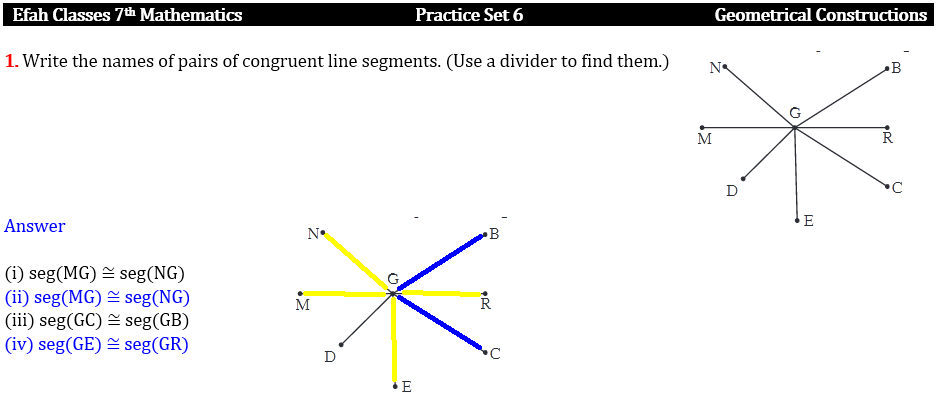 Efah Classes 7th Mathematics Practice Set 6 Geometrical Constructions
1. Write the names of pairs of congruent line segments. (Use a divider to find them.)
N B
G
M R
D C
E
Answer
(i) seg(MG) ≅ seg(NG)
(ii) seg(MG) ≅ seg(NG)
(iii) seg(GC) ≅ seg(GB)
(iv) seg(GE) ≅ seg(GR)
N B
G
M R
D C
E